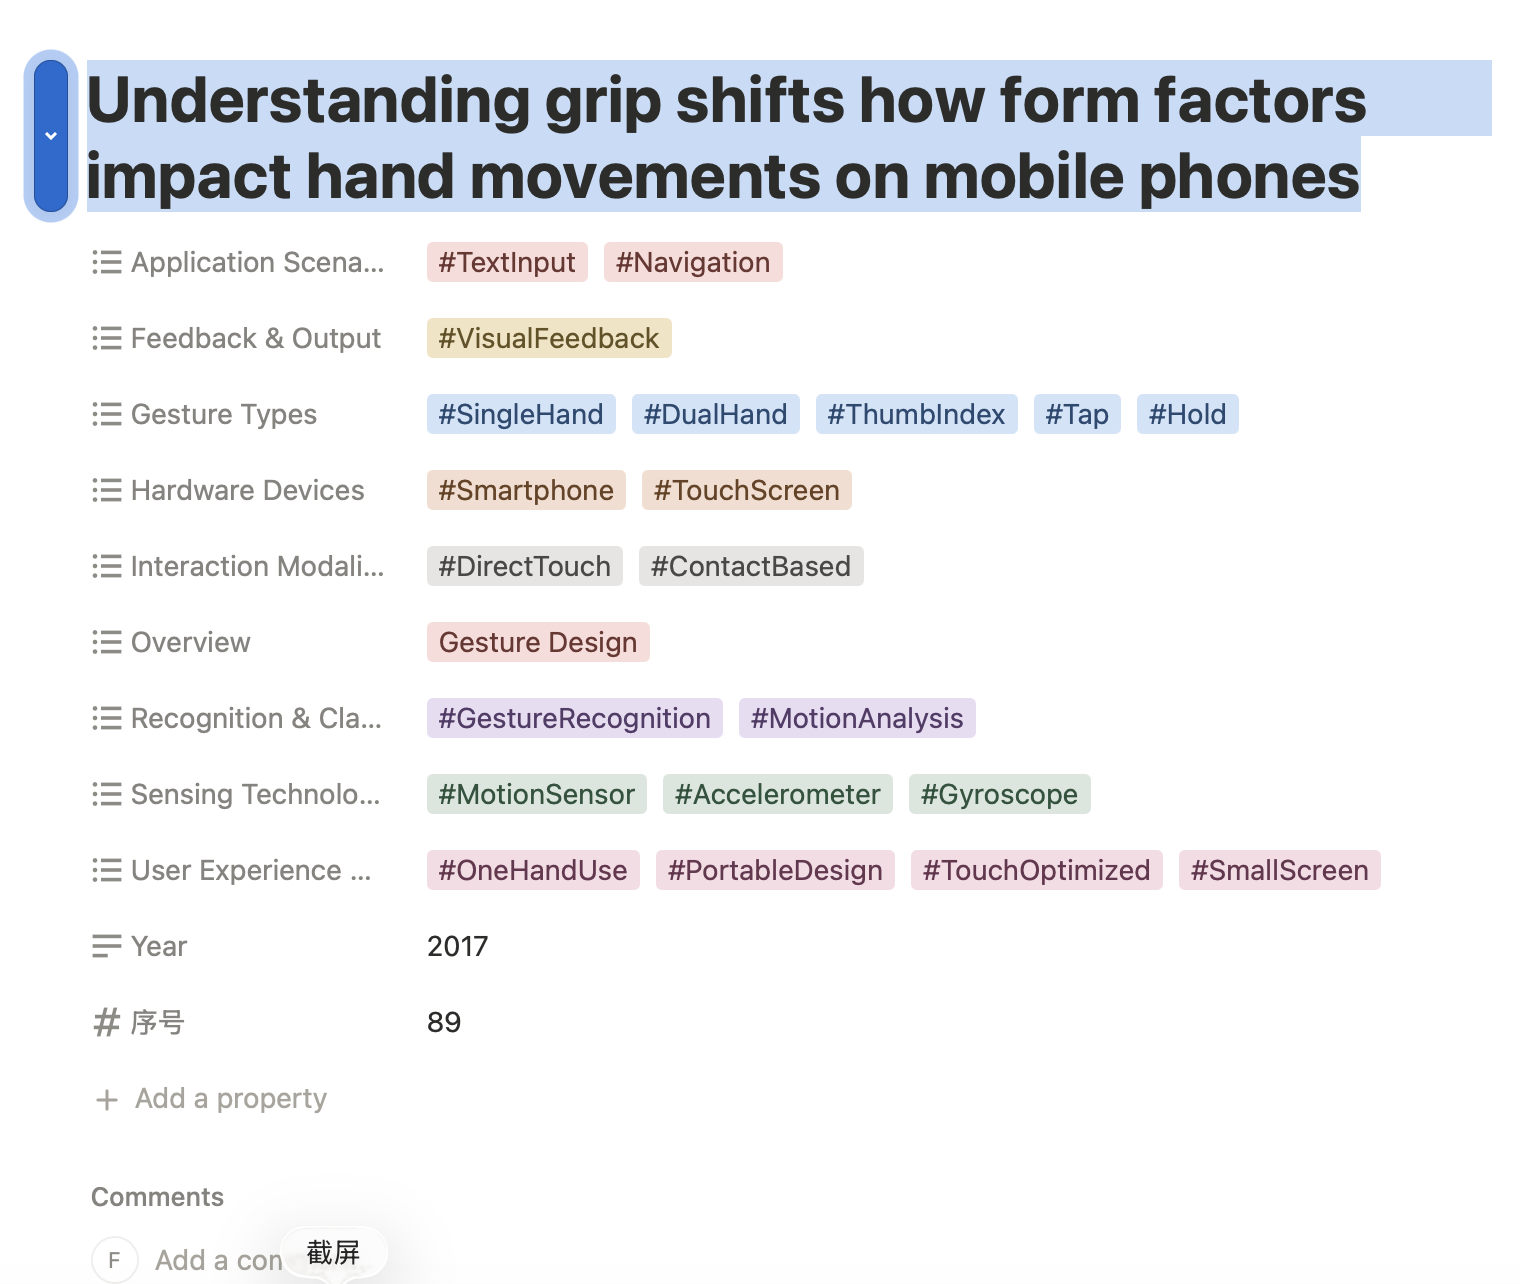 Understanding grip shifts how form factors
impact hand movements on mobile phones
Application Scena... #TextInput #Navigation
Feedback & Output #VisualFeedback
Gesture Types #SingleHand #DualHand #ThumbIndex #Tap #Hold
Hardware Devices #Smartphone #TouchScreen
Interaction Modali... #DirectTouch #ContactBased
Overview Gesture Design
Recognition & Cla... #GestureRecognition #MotionAnalysis
Sensing Technolo... #MotionSensor #Accelerometer #Gyroscope
User Experience ... #OneHandUse #PortableDesign #TouchOptimized #SmallScreen
Year 2017
# 序号 89
+ Add a property
Comments
F Add a com
截屏